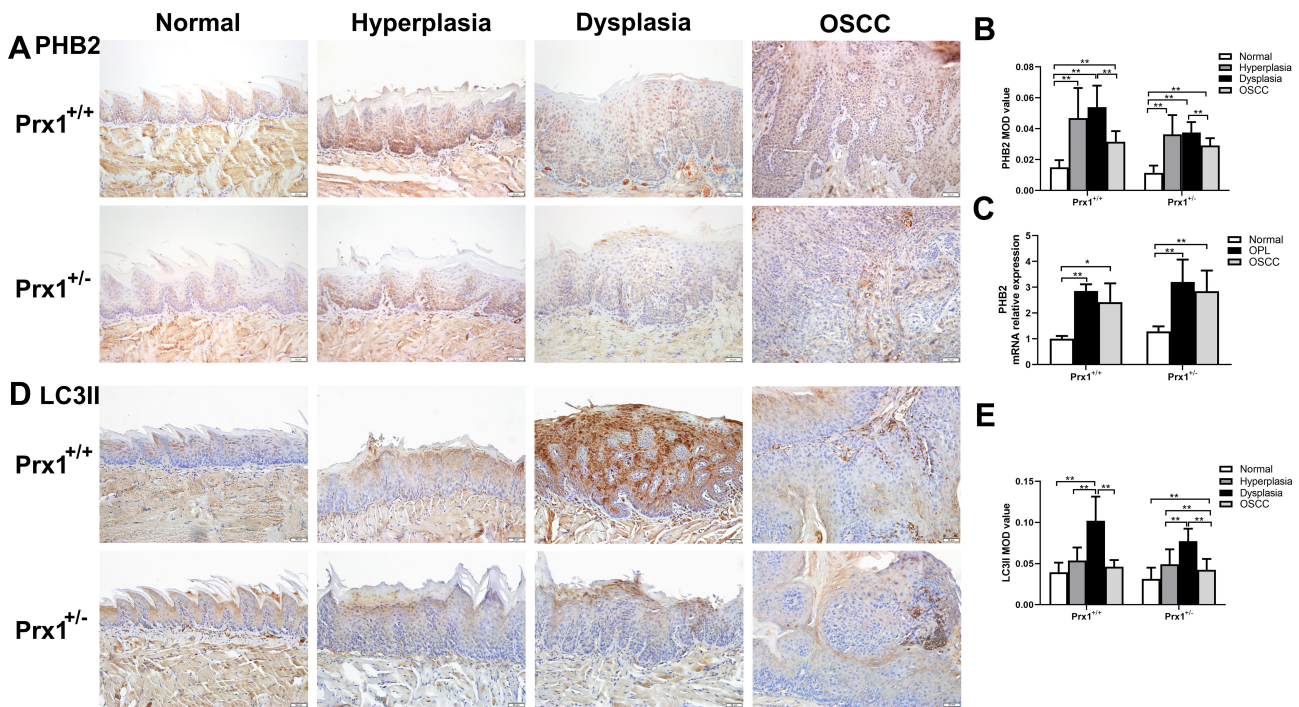 Normal Hyperplasia Dysplasia OSCC
A PHB2
Prx1+/+
Prx1+/-
D LC3II
Prx1+/+
Prx1+/-
B
Normal
Hyperplasia
Dysplasia
OSCC
PHB2 MOD value
0.08
0.06
0.04
0.02
0.00
** ** ** **
** ** ** **
Prx1+/+ Prx1+/-
C
Normal
OPL
OSCC
PHB2
mRNA relative expression
5
4
3
2
1
0
* **
** **
Prx1+/+ Prx1+/-
E
Normal
Hyperplasia
Dysplasia
OSCC
LC3II MOD value
0.15
0.10
0.05
0.00
** ** **
** ** ** **
Prx1+/+ Prx1+/-